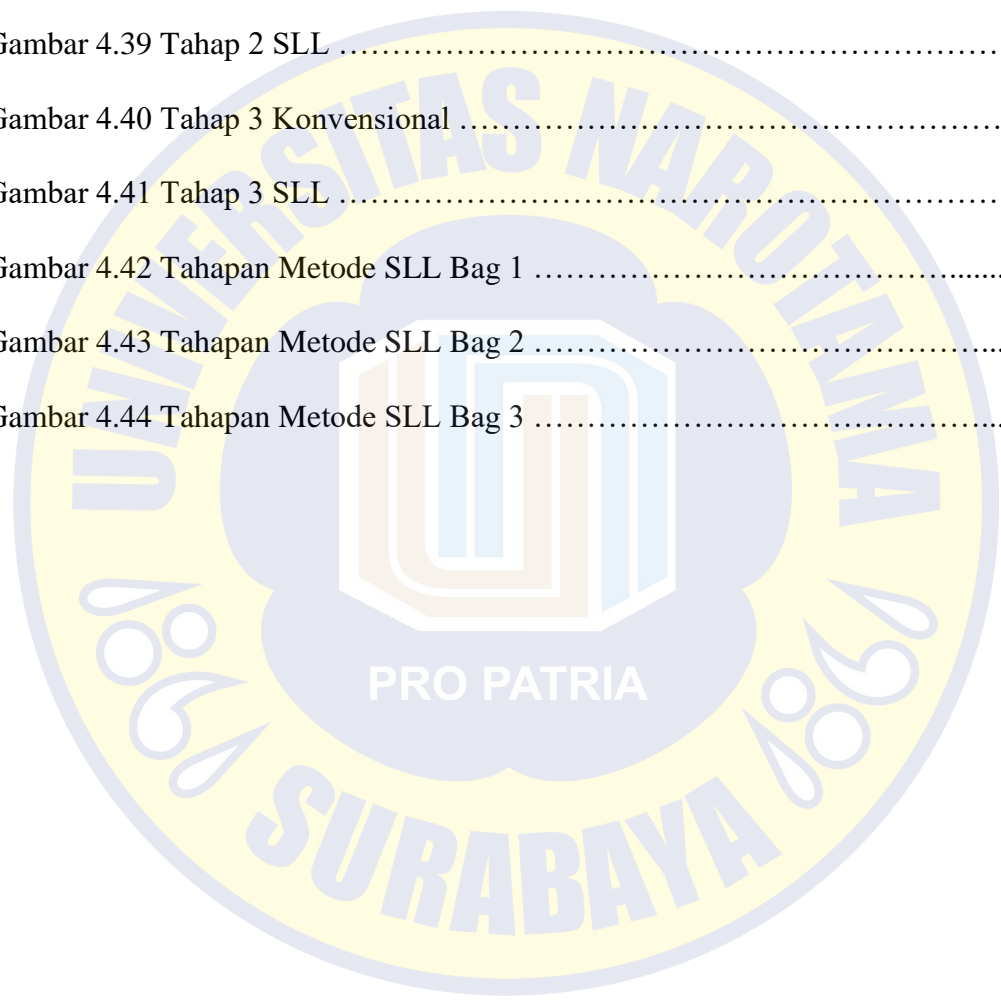 Gambar 4.39 Tahap 2 SLL ……………………………………………………………
Gambar 4.40 Tahap 3 Konvensional …………………………………………………
Gambar 4.41 Tahap 3 SLL ……………………………………………………………
Gambar 4.42 Tahapan Metode SLL Bag 1 …………………………………….......
Gambar 4.43 Tahapan Metode SLL Bag 2 ………………………………………...
Gambar 4.44 Tahapan Metode SLL Bag 3 ………………………………………...
UNIVERSITAS NAROTAMA
PRO PATRIA
1981 1981
SURABAYA